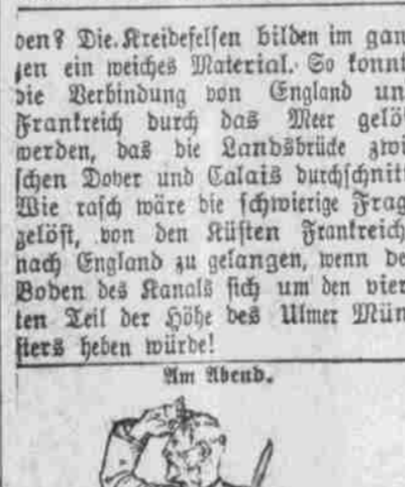 ven? Die Kreidefelsen bilden im gan
zen ein weiches Material. So konnt
die Verbindung von England un
Frankreich durch das Meer gelö
werden, das die Landsbrücke zwi
schen Dover und Calais durchschnitt
Wie rasch wäre die schwierige Frag
gelöst, von den Küsten Frankreich
nach England zu gelangen, wenn de
Boden des Kanals sich um den vier
ten Teil der Höhe des Ulmer Mün
sters heben würde!
Am Abend.